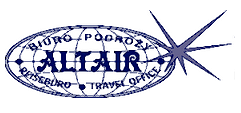 BIURO PODRÓŻY
ALTAIR
REISEBÜRO • TRAVEL OFFICE